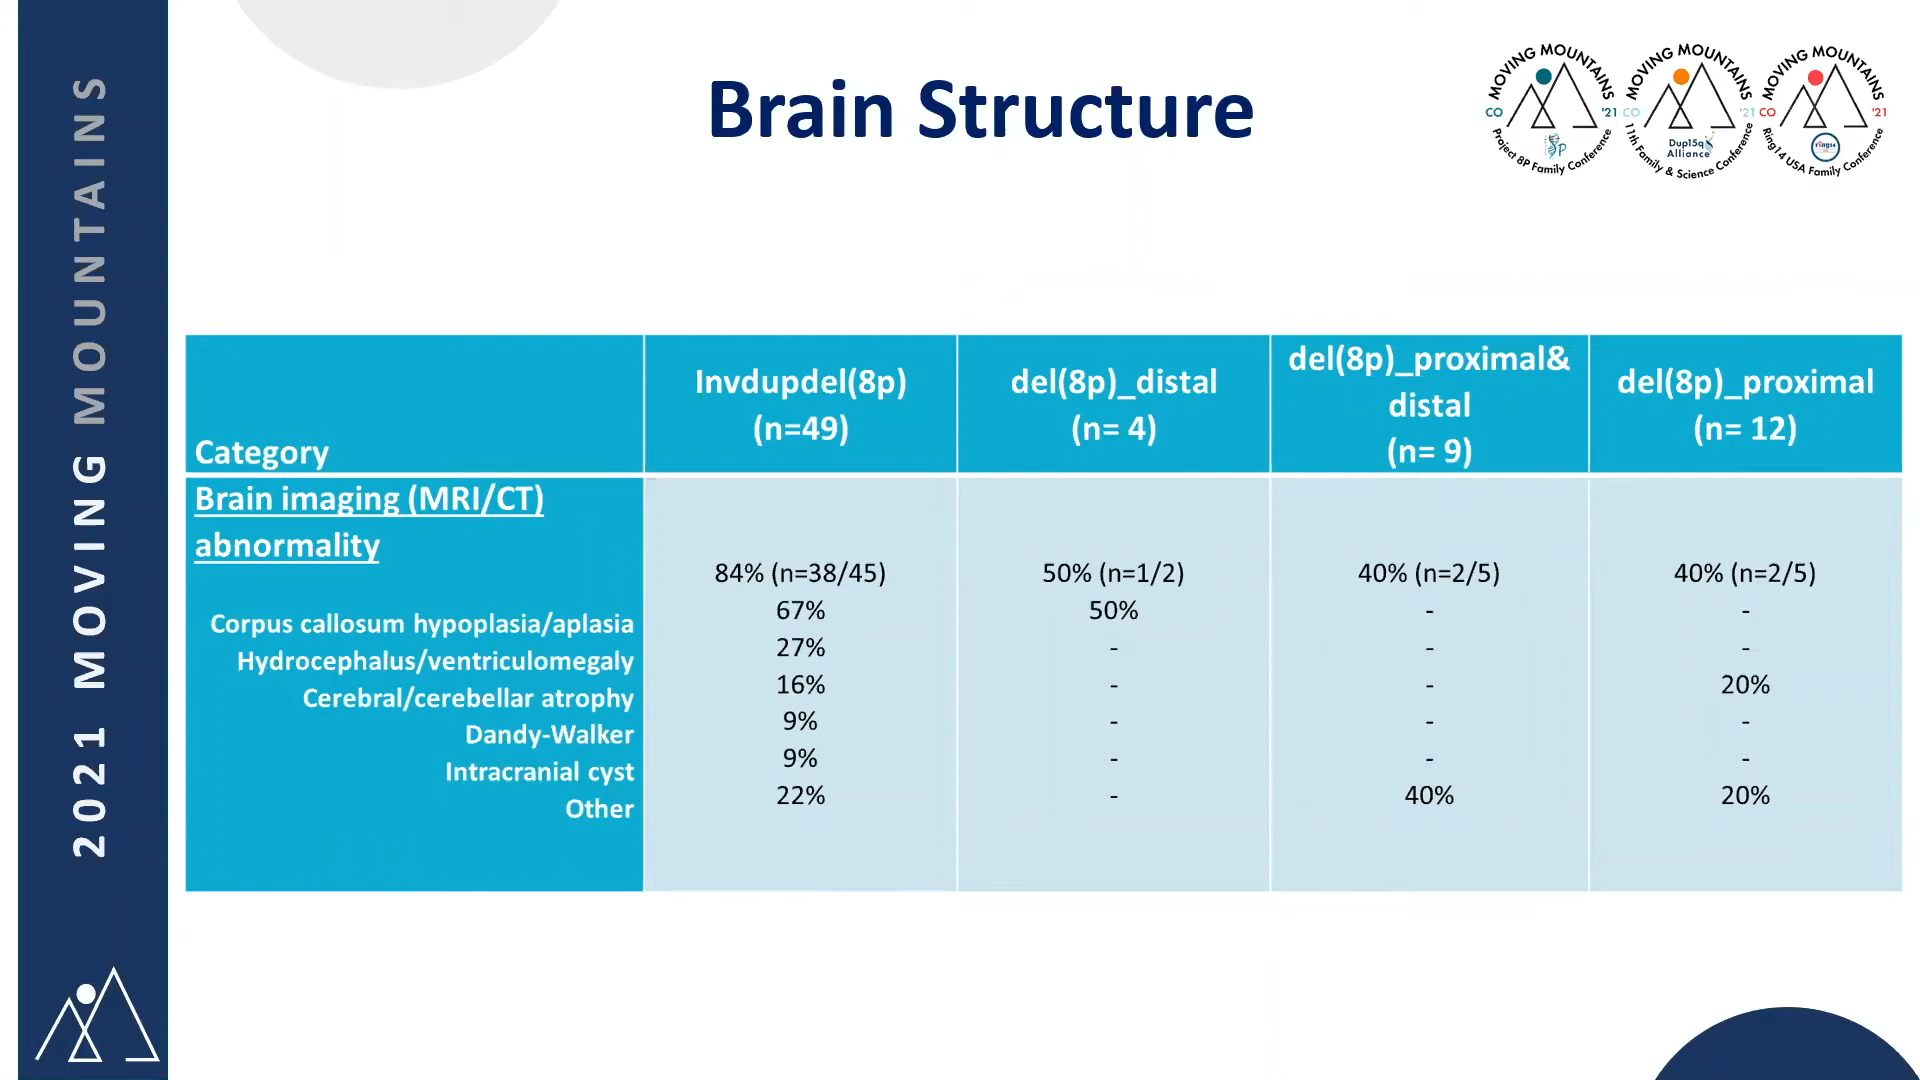 2021 MOVING MOUNTAINS
Brain Structure
MOVING MOUNTAINS
CO '21
Project 8P Family Conference
8P
MOVING MOUNTAINS
CO '21
Dup15q
Alliance
11th Family & Science Conference
MOVING MOUNTAINS
CO '21
ring14
Ring14 USA Family Conference
Category
Invdupdel(8p)
(n=49)
del(8p)_distal
(n= 4)
del(8p)_proximal&
distal
(n= 9)
del(8p)_proximal
(n= 12)
Brain imaging (MRI/CT)
abnormality
84% (n=38/45) 50% (n=1/2) 40% (n=2/5) 40% (n=2/5)
Corpus callosum hypoplasia/aplasia 67% 50% - -
Hydrocephalus/ventriculomegaly 27% - - -
Cerebral/cerebellar atrophy 16% - - 20%
Dandy-Walker 9% - - -
Intracranial cyst 9% - - -
Other 22% - 40% 20%